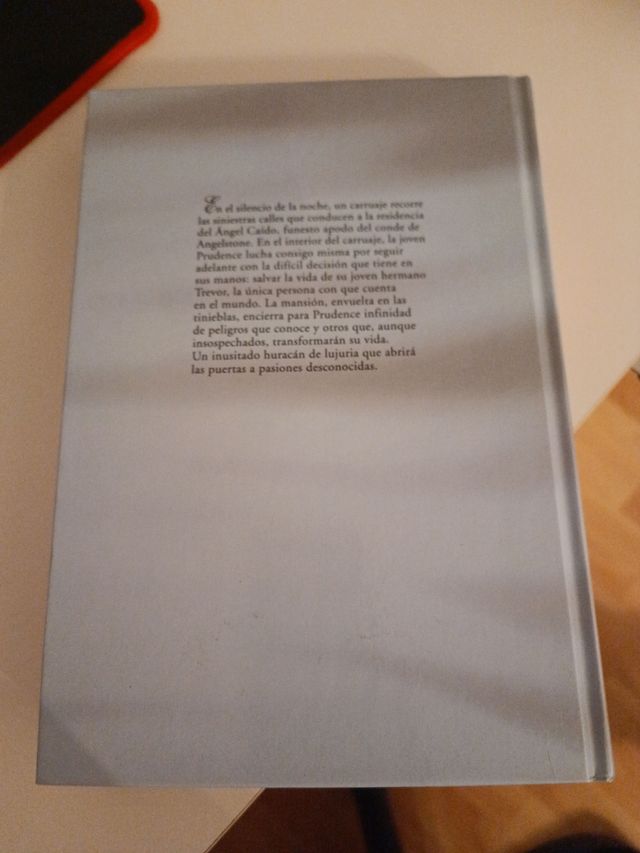 En el silencio de la noche, un carruaje recorre
las siniestras calles que conducen a la residencia
del Ángel Caído, funesto apodo del conde de
Angelstone. En el interior del carruaje, la joven
Prudence lucha consigo misma por seguir
adelante con la difícil decisión que tiene en
sus manos: salvar la vida de su joven hermano
Trevor, la única persona con que cuenta
en el mundo. La mansión, envuelta en las
tinieblas, encierra para Prudence infinidad
de peligros que conoce y otros que, aunque
insospechados, transformarán su vida.
Un inusitado huracán de lujuria que abrirá
las puertas a pasiones desconocidas.